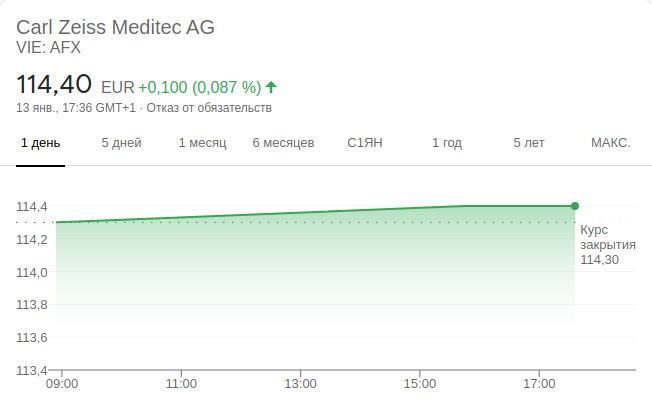 Carl Zeiss Meditec AG
VIE: AFX
114,40 EUR +0,100 (0,087 %)
13 янв., 17:36 GMT+1 · Отказ от обязательств
1 день 5 дней 1 месяц 6 месяцев С1ЯН 1 год 5 лет МАКС.
114,4
114,2
114,0
113,8
113,6
113,4
Курс
закрытия
114,30
09:00 11:00 13:00 15:00 17:00